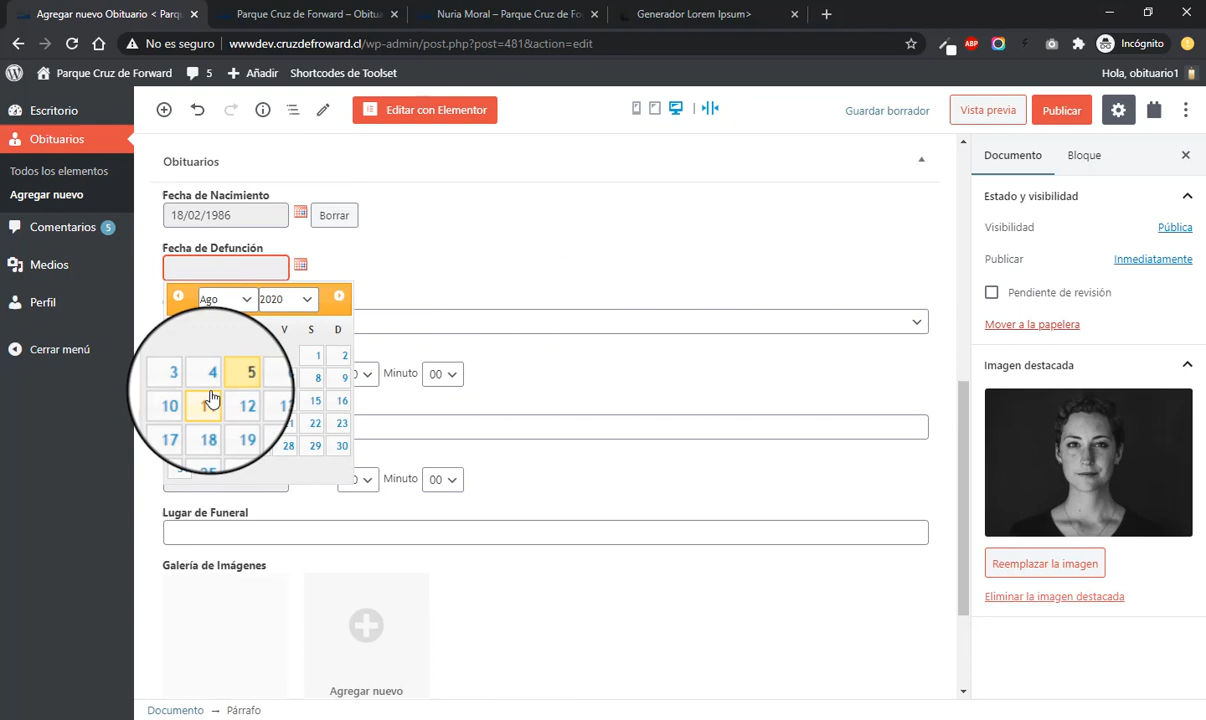 Agregar nuevo Obituario < Parqu
Parque Cruz de Forward – Obitua
Nuria Moral – Parque Cruz de Fo
Generador Lorem Ipsum>
No es seguro
wwwdev.cruzdefroward.cl/wp-admin/post.php?post=481&action=edit
ABP
Incógnito
Parque Cruz de Forward
5
Añadir
Shortcodes de Toolset
Hola, obituario1
Escritorio
Obituarios
Todos los elementos
Agregar nuevo
Comentarios 5
Medios
Perfil
Cerrar menú
Editar con Elementor
Guardar borrador
Vista previa
Publicar
Obituarios
Fecha de Nacimiento
18/02/1986
Borrar
Fecha de Defunción
Ago
2020
V S D
1 2
3 4 5
8 9
10 12
15 16
17 18 19
22 23
28 29 30
Minuto 00
Minuto 00
Lugar de Funeral
Galería de Imágenes
Agregar nuevo
Documento → Párrafo
Documento
Bloque
Estado y visibilidad
Visibilidad
Pública
Publicar
Inmediatamente
Pendiente de revisión
Mover a la papelera
Imagen destacada
Reemplazar la imagen
Eliminar la imagen destacada